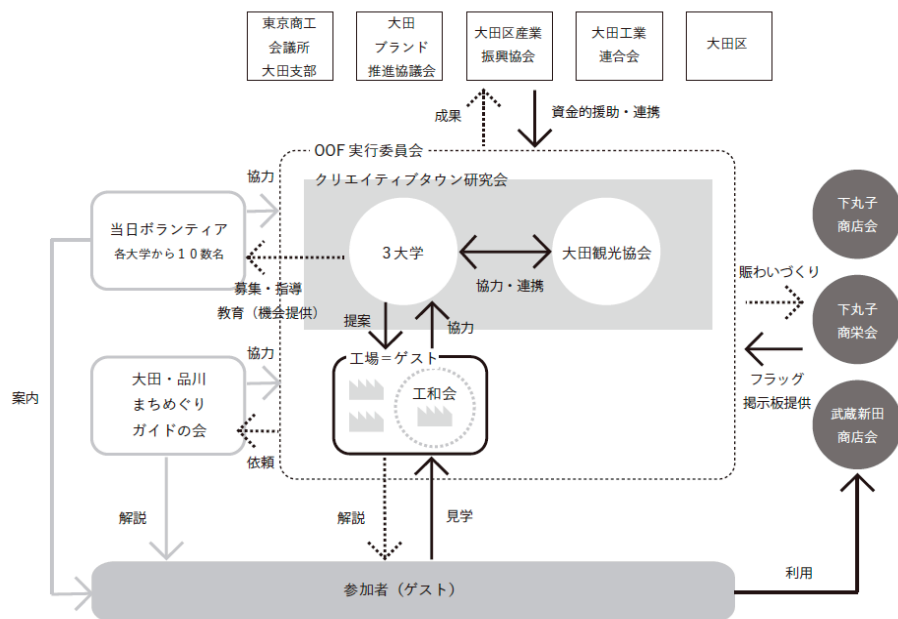 東京商工
会議所
大田支部
大田
ブランド
推進協議会
大田区産業
振興協会
大田工業
連合会
大田区
成果
資金的援助・連携
OOF 実行委員会
クリエイティブタウン研究会
協力
当日ボランティア
各大学から10数名
3大学
大田観光協会
協力・連携
募集・指導
教育(機会提供)
提案
協力
下丸子
商店会
賑わいづくり
下丸子
商栄会
フラッグ
掲示板提供
武蔵新田
商店会
工場=ゲスト
工和会
協力
大田・品川
まちめぐり
ガイドの会
依頼
案内
解説
解説
見学
利用
参加者(ゲスト)